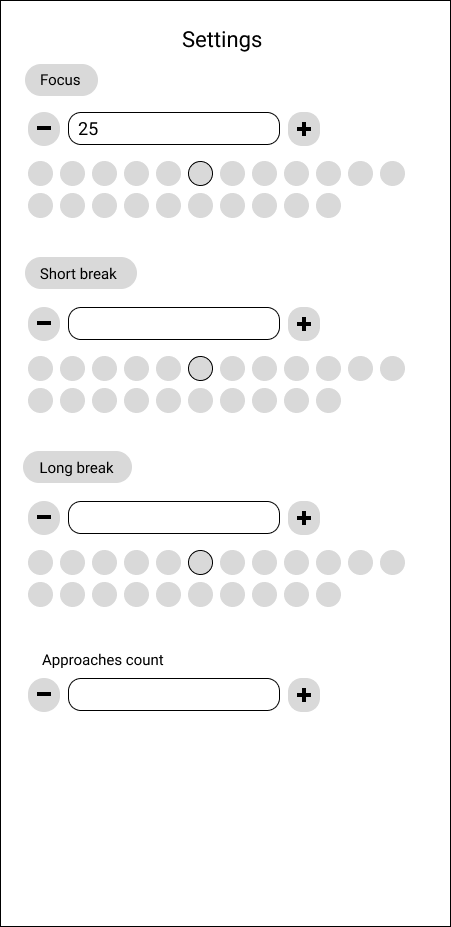 Settings
Focus
25
Short break
Long break
Approaches count